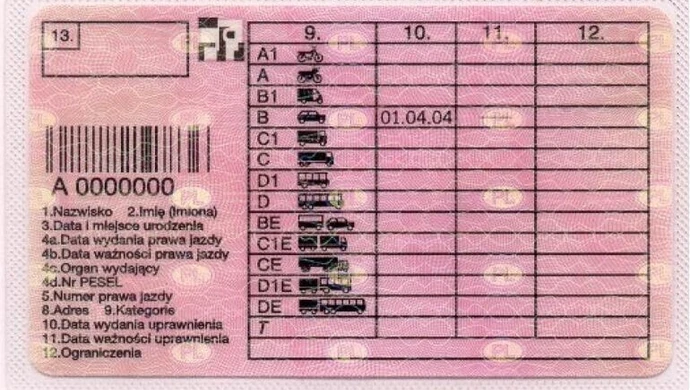 13.
9. 10. 11. 12.
A1
A
B1
B 01.04.04
C1
C
D1
D
BE
C1E
CE
D1E
DE
T
A 0000000
1.Nazwisko 2.Imię (imiona)
3.Data i miejsce urodzenia
4a.Data wydania prawa jazdy
4b.Data ważności prawa jazdy
4c.Organ wydający
4d.Nr PESEL
5.Numer prawa jazdy
8.Adres 9.Kategorie
10.Data wydania uprawnienia
11.Data ważności uprawnienia
12.Ograniczenia
PL